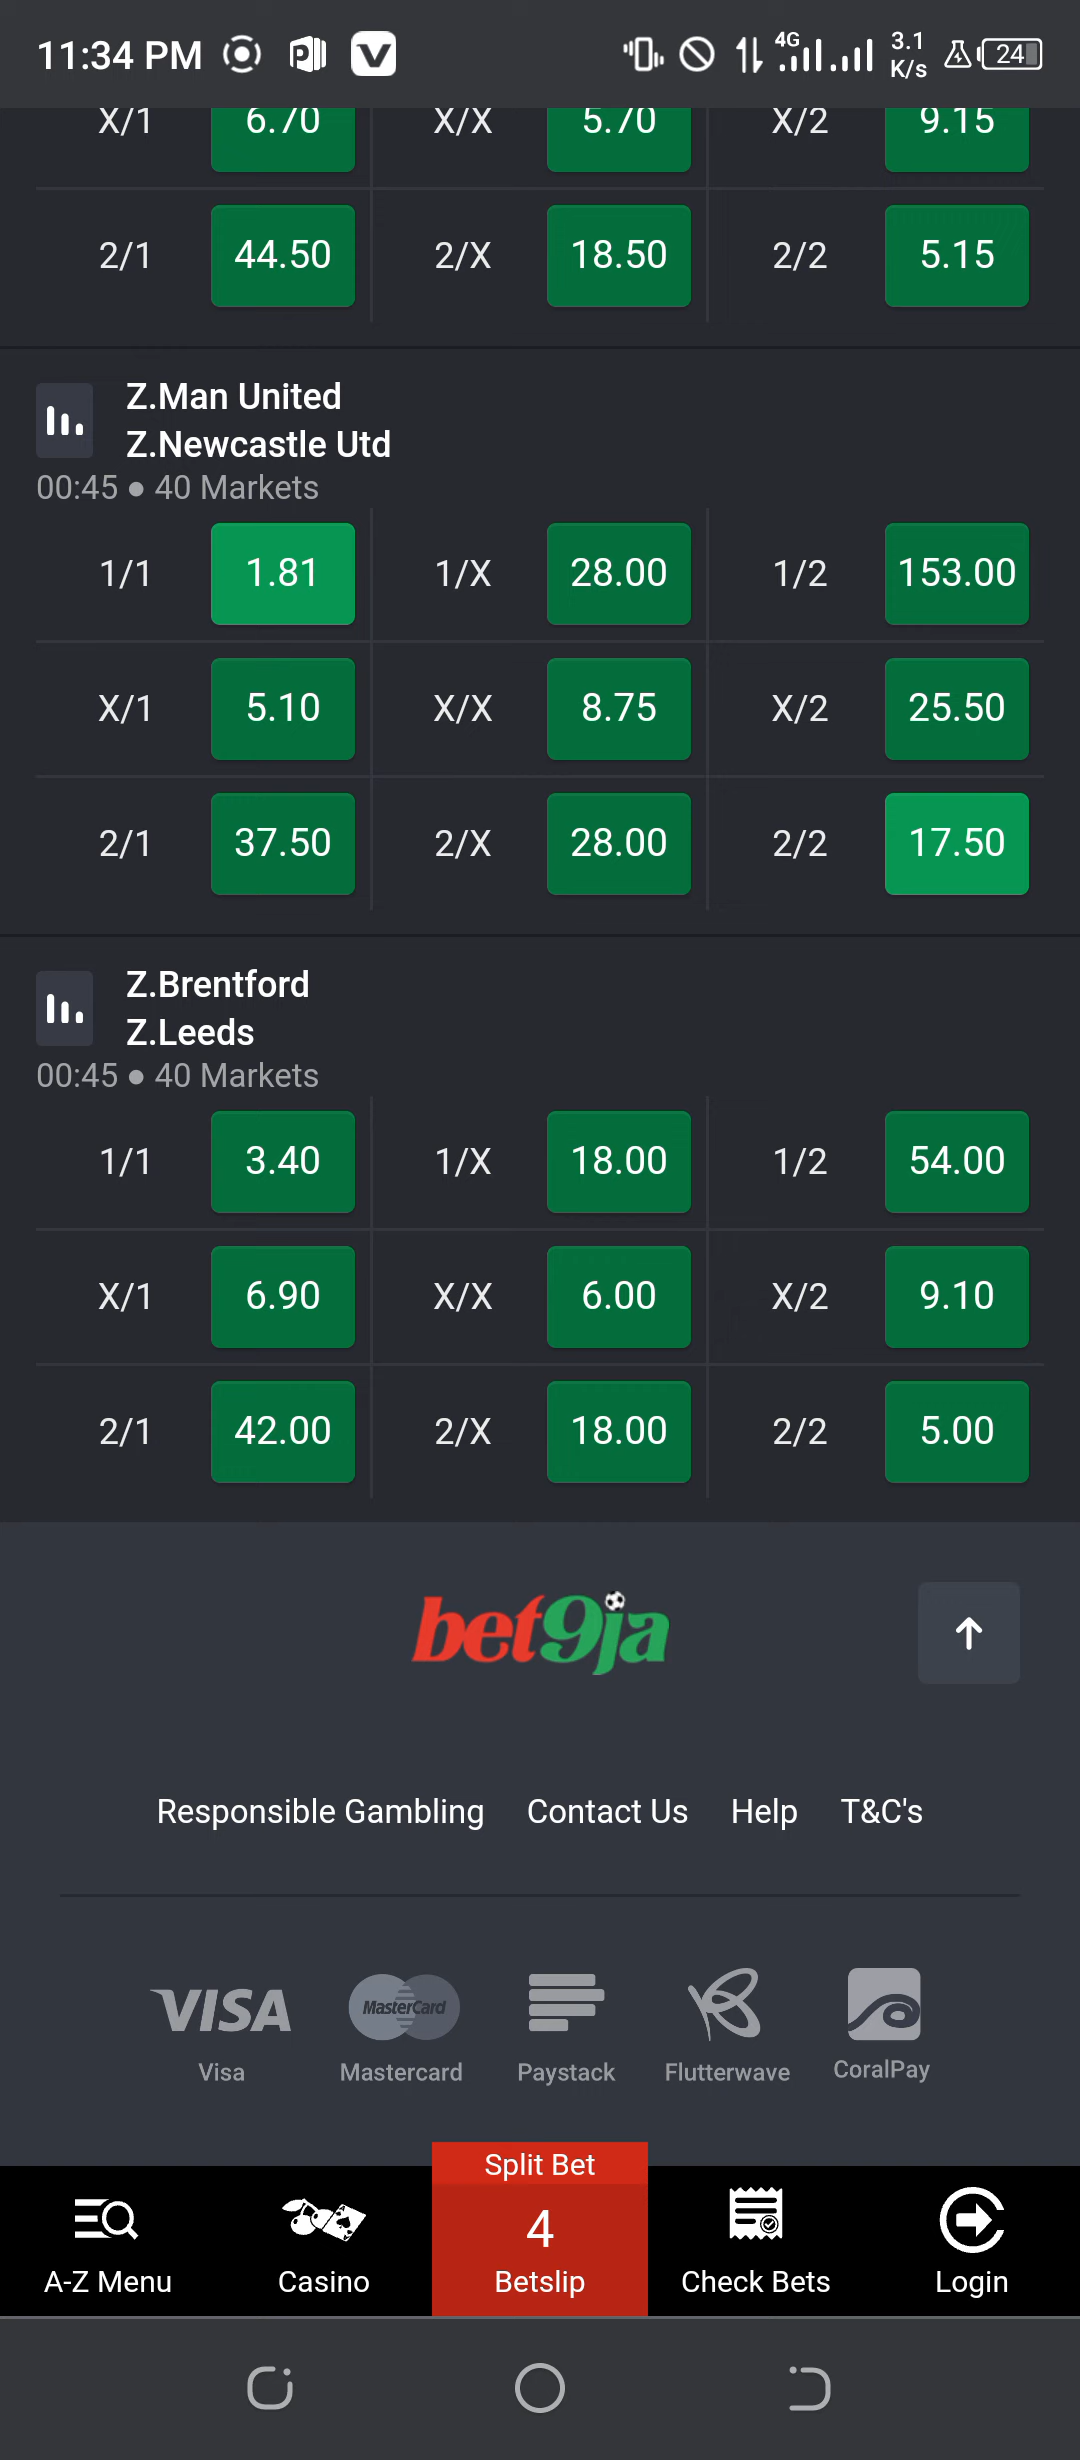 11:34 PM 4G 3.1 K/s 24
X/1 6.70 X/X 5.70 X/2 9.15
2/1 44.50 2/X 18.50 2/2 5.15
Z.Man United
Z.Newcastle Utd
00:45 ● 40 Markets
1/1 1.81 1/X 28.00 1/2 153.00
X/1 5.10 X/X 8.75 X/2 25.50
2/1 37.50 2/X 28.00 2/2 17.50
Z.Brentford
Z.Leeds
00:45 ● 40 Markets
1/1 3.40 1/X 18.00 1/2 54.00
X/1 6.90 X/X 6.00 X/2 9.10
2/1 42.00 2/X 18.00 2/2 5.00
bet9ja
Responsible Gambling Contact Us Help T&C's
VISA MasterCard
Visa Mastercard Paystack Flutterwave CoralPay
Split Bet
4
A-Z Menu Casino Betslip Check Bets Login